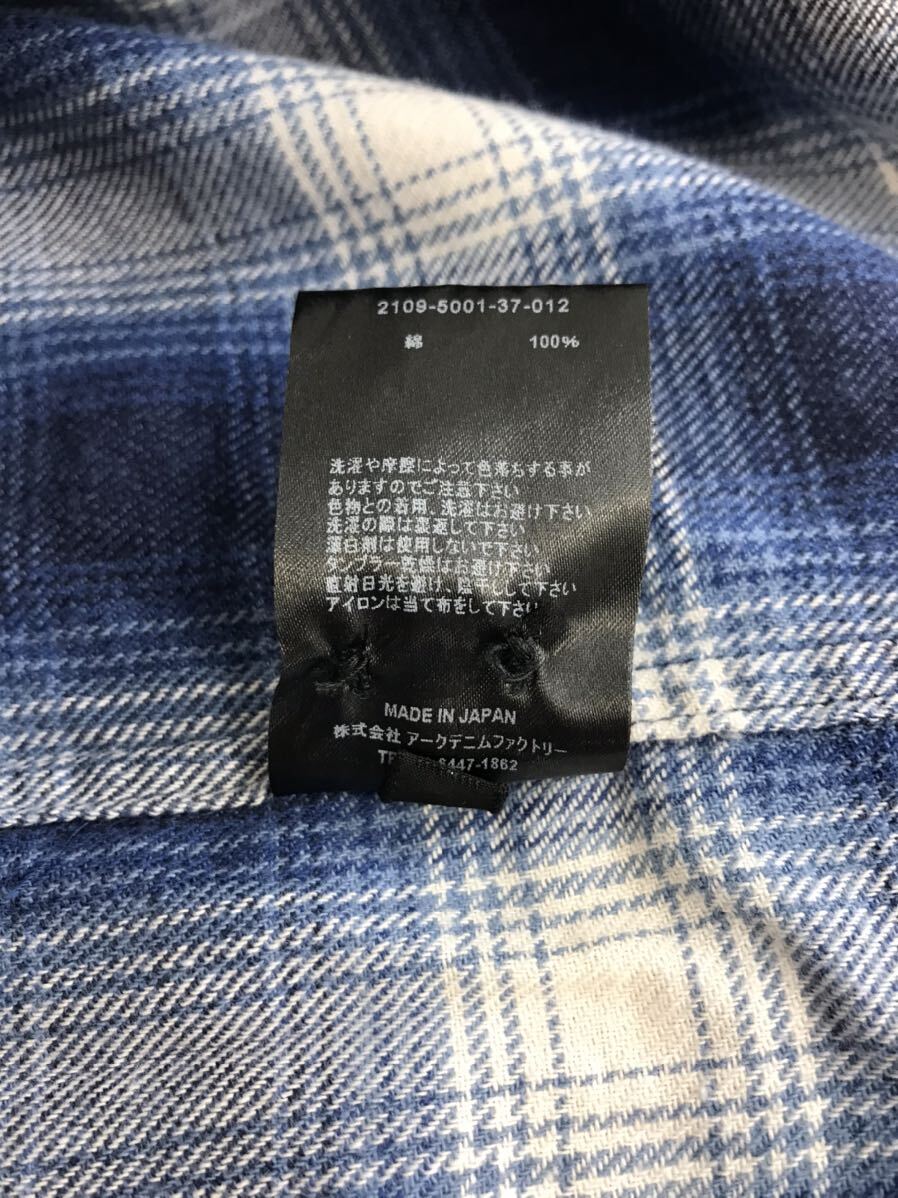 2109-5001-37-012
綿 100%
洗濯や摩擦によって色落ちする事が
ありますのでご注意下さい
色物との着用、洗濯はお避け下さい
洗濯の際は裏返して下さい
漂白剤は使用しないで下さい
タンブラー乾燥はお避け下さい
直射日光を避け、陰干しして下さい
アイロンは当て布をして下さい
MADE IN JAPAN
株式会社 アークデニムファクトリー
6447-1862